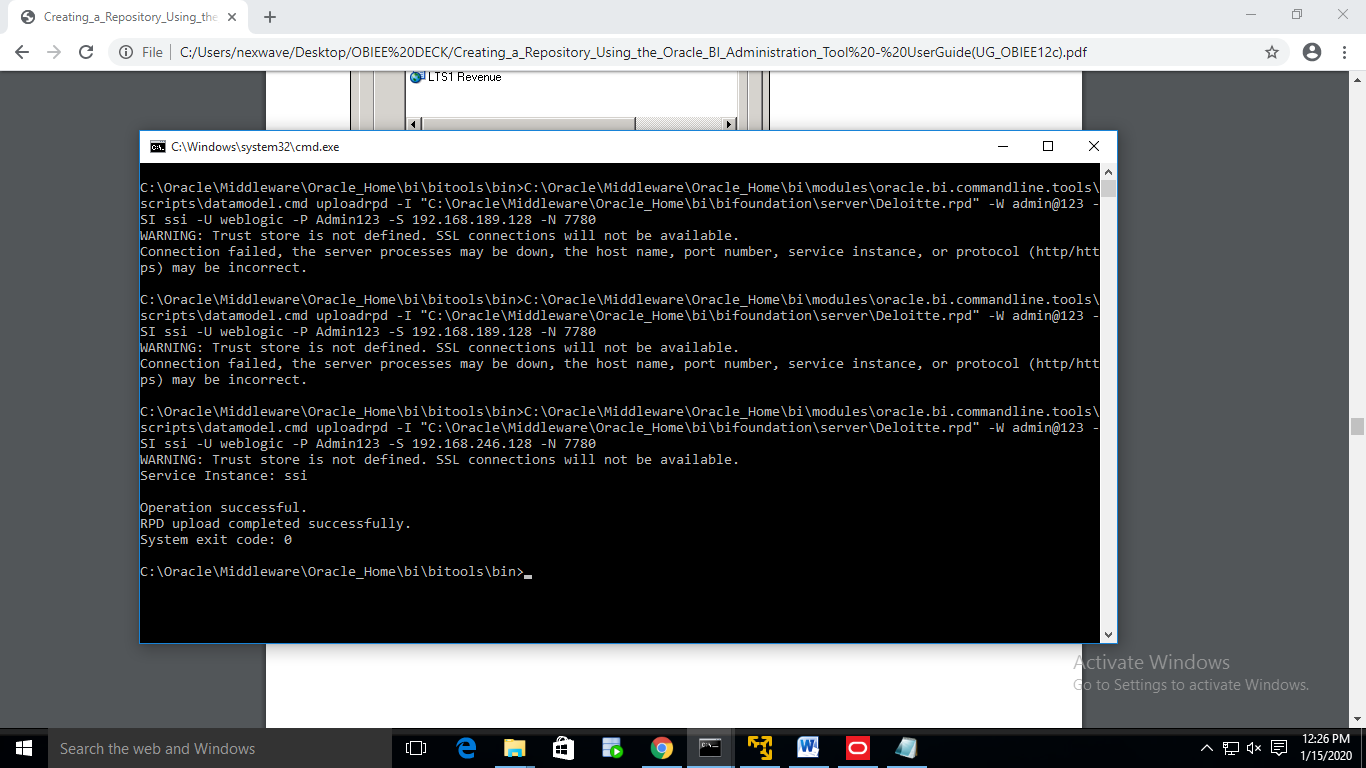 Creating_a_Repository_Using_the
File | C:/Users/nexwave/Desktop/OBIEE%20DECK/Creating_a_Repository_Using_the_Oracle_BI_Administration_Tool%20-%20UserGuide(UG_OBIEE12c).pdf
LTS1 Revenue
C:\Windows\system32\cmd.exe
C:\Oracle\Middleware\Oracle_Home\bi\bitools\bin>C:\Oracle\Middleware\Oracle_Home\bi\modules\oracle.bi.commandline.tools\
scripts\datamodel.cmd uploadrpd -I "C:\Oracle\Middleware\Oracle_Home\bi\bifoundation\server\Deloitte.rpd" -W admin@123 -
SI ssi -U weblogic -P Admin123 -S 192.168.189.128 -N 7780
WARNING: Trust store is not defined. SSL connections will not be available.
Connection failed, the server processes may be down, the host name, port number, service instance, or protocol (http/htt
ps) may be incorrect.
C:\Oracle\Middleware\Oracle_Home\bi\bitools\bin>C:\Oracle\Middleware\Oracle_Home\bi\modules\oracle.bi.commandline.tools\
scripts\datamodel.cmd uploadrpd -I "C:\Oracle\Middleware\Oracle_Home\bi\bifoundation\server\Deloitte.rpd" -W admin@123 -
SI ssi -U weblogic -P Admin123 -S 192.168.189.128 -N 7780
WARNING: Trust store is not defined. SSL connections will not be available.
Connection failed, the server processes may be down, the host name, port number, service instance, or protocol (http/htt
ps) may be incorrect.
C:\Oracle\Middleware\Oracle_Home\bi\bitools\bin>C:\Oracle\Middleware\Oracle_Home\bi\modules\oracle.bi.commandline.tools\
scripts\datamodel.cmd uploadrpd -I "C:\Oracle\Middleware\Oracle_Home\bi\bifoundation\server\Deloitte.rpd" -W admin@123 -
SI ssi -U weblogic -P Admin123 -S 192.168.246.128 -N 7780
WARNING: Trust store is not defined. SSL connections will not be available.
Service Instance: ssi
Operation successful.
RPD upload completed successfully.
System exit code: 0
C:\Oracle\Middleware\Oracle_Home\bi\bitools\bin>_
Activate Windows
Go to Settings to activate Windows.
Search the web and Windows
12:26 PM
1/15/2020